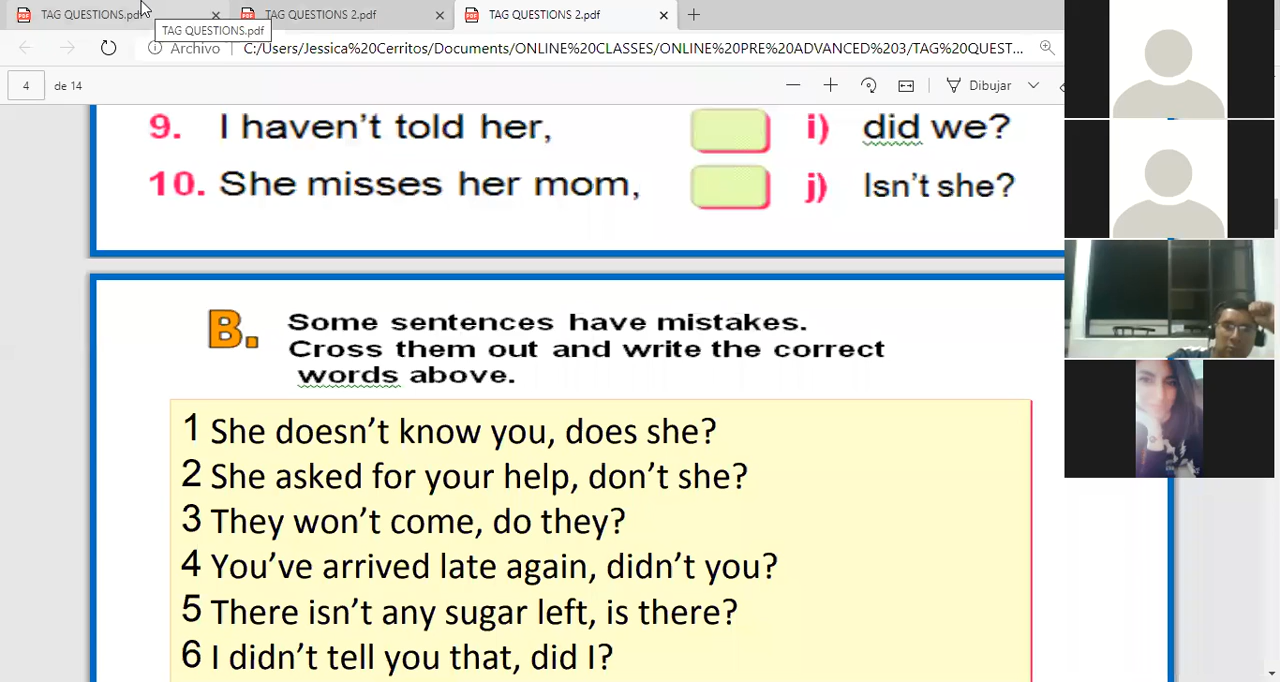 TAG QUESTIONS.pdf
TAG QUESTIONS 2.pdf
TAG QUESTIONS 2.pdf
TAG QUESTIONS.pdf
Archivo
C:/Users/Jessica%20Cerritos/Documents/ONLINE%20CLASSES/ONLINE%20PRE%20ADVANCED%203/TAG%20QUEST...
4 de 14
Dibujar
9. I haven't told her, i) did we?
10. She misses her mom, j) Isn't she?
B. Some sentences have mistakes.
Cross them out and write the correct
words above.
1 She doesn't know you, does she?
2 She asked for your help, don't she?
3 They won't come, do they?
4 You've arrived late again, didn't you?
5 There isn't any sugar left, is there?
6 I didn't tell you that, did I?